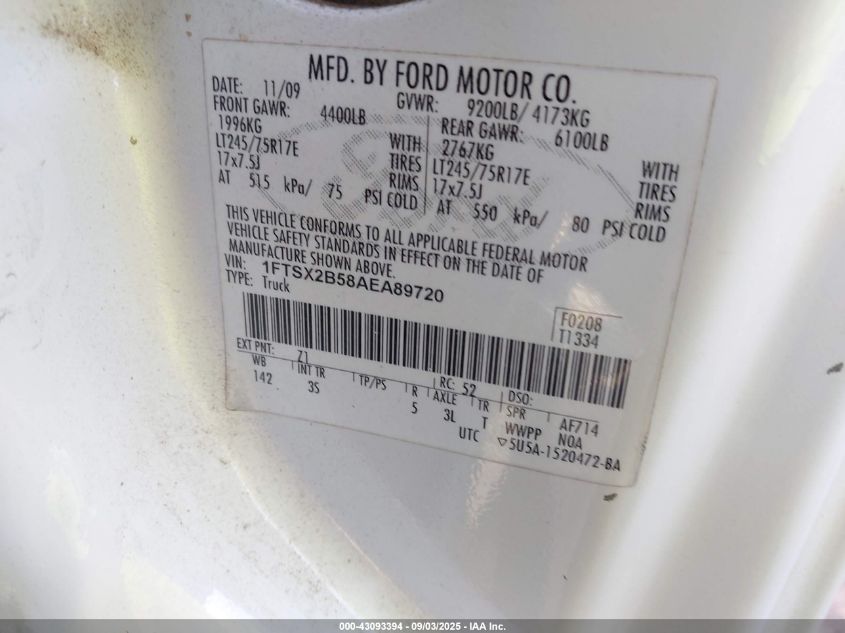 MFD. BY FORD MOTOR CO.
DATE: 11/09 GVWR: 9200LB/ 4173KG
FRONT GAWR: 4400LB REAR GAWR: 6100LB
1996KG WITH 2767KG WITH
LT245/75R17E TIRES LT245/75R17E TIRES
17x7.5J RIMS 17x7.5J RIMS
AT 515 kPa/ 75 PSI COLD AT 550 kPa/ 80 PSI COLD
THIS VEHICLE CONFORMS TO ALL APPLICABLE FEDERAL MOTOR
VEHICLE SAFETY STANDARDS IN EFFECT ON THE DATE OF
MANUFACTURE SHOWN ABOVE.
VIN: 1FTSX2B58AEA89720
TYPE: Truck
F0208
T1334
EXT PNT: Z1 RC: 52 DSO:
WB INT TR TP/PS R AXLE TR SPR AF714
142 3S 5 3L T WWPP NOA
UTC ▽5U5A-1520472-BA
000-43093394 - 09/03/2025 - IAA Inc.